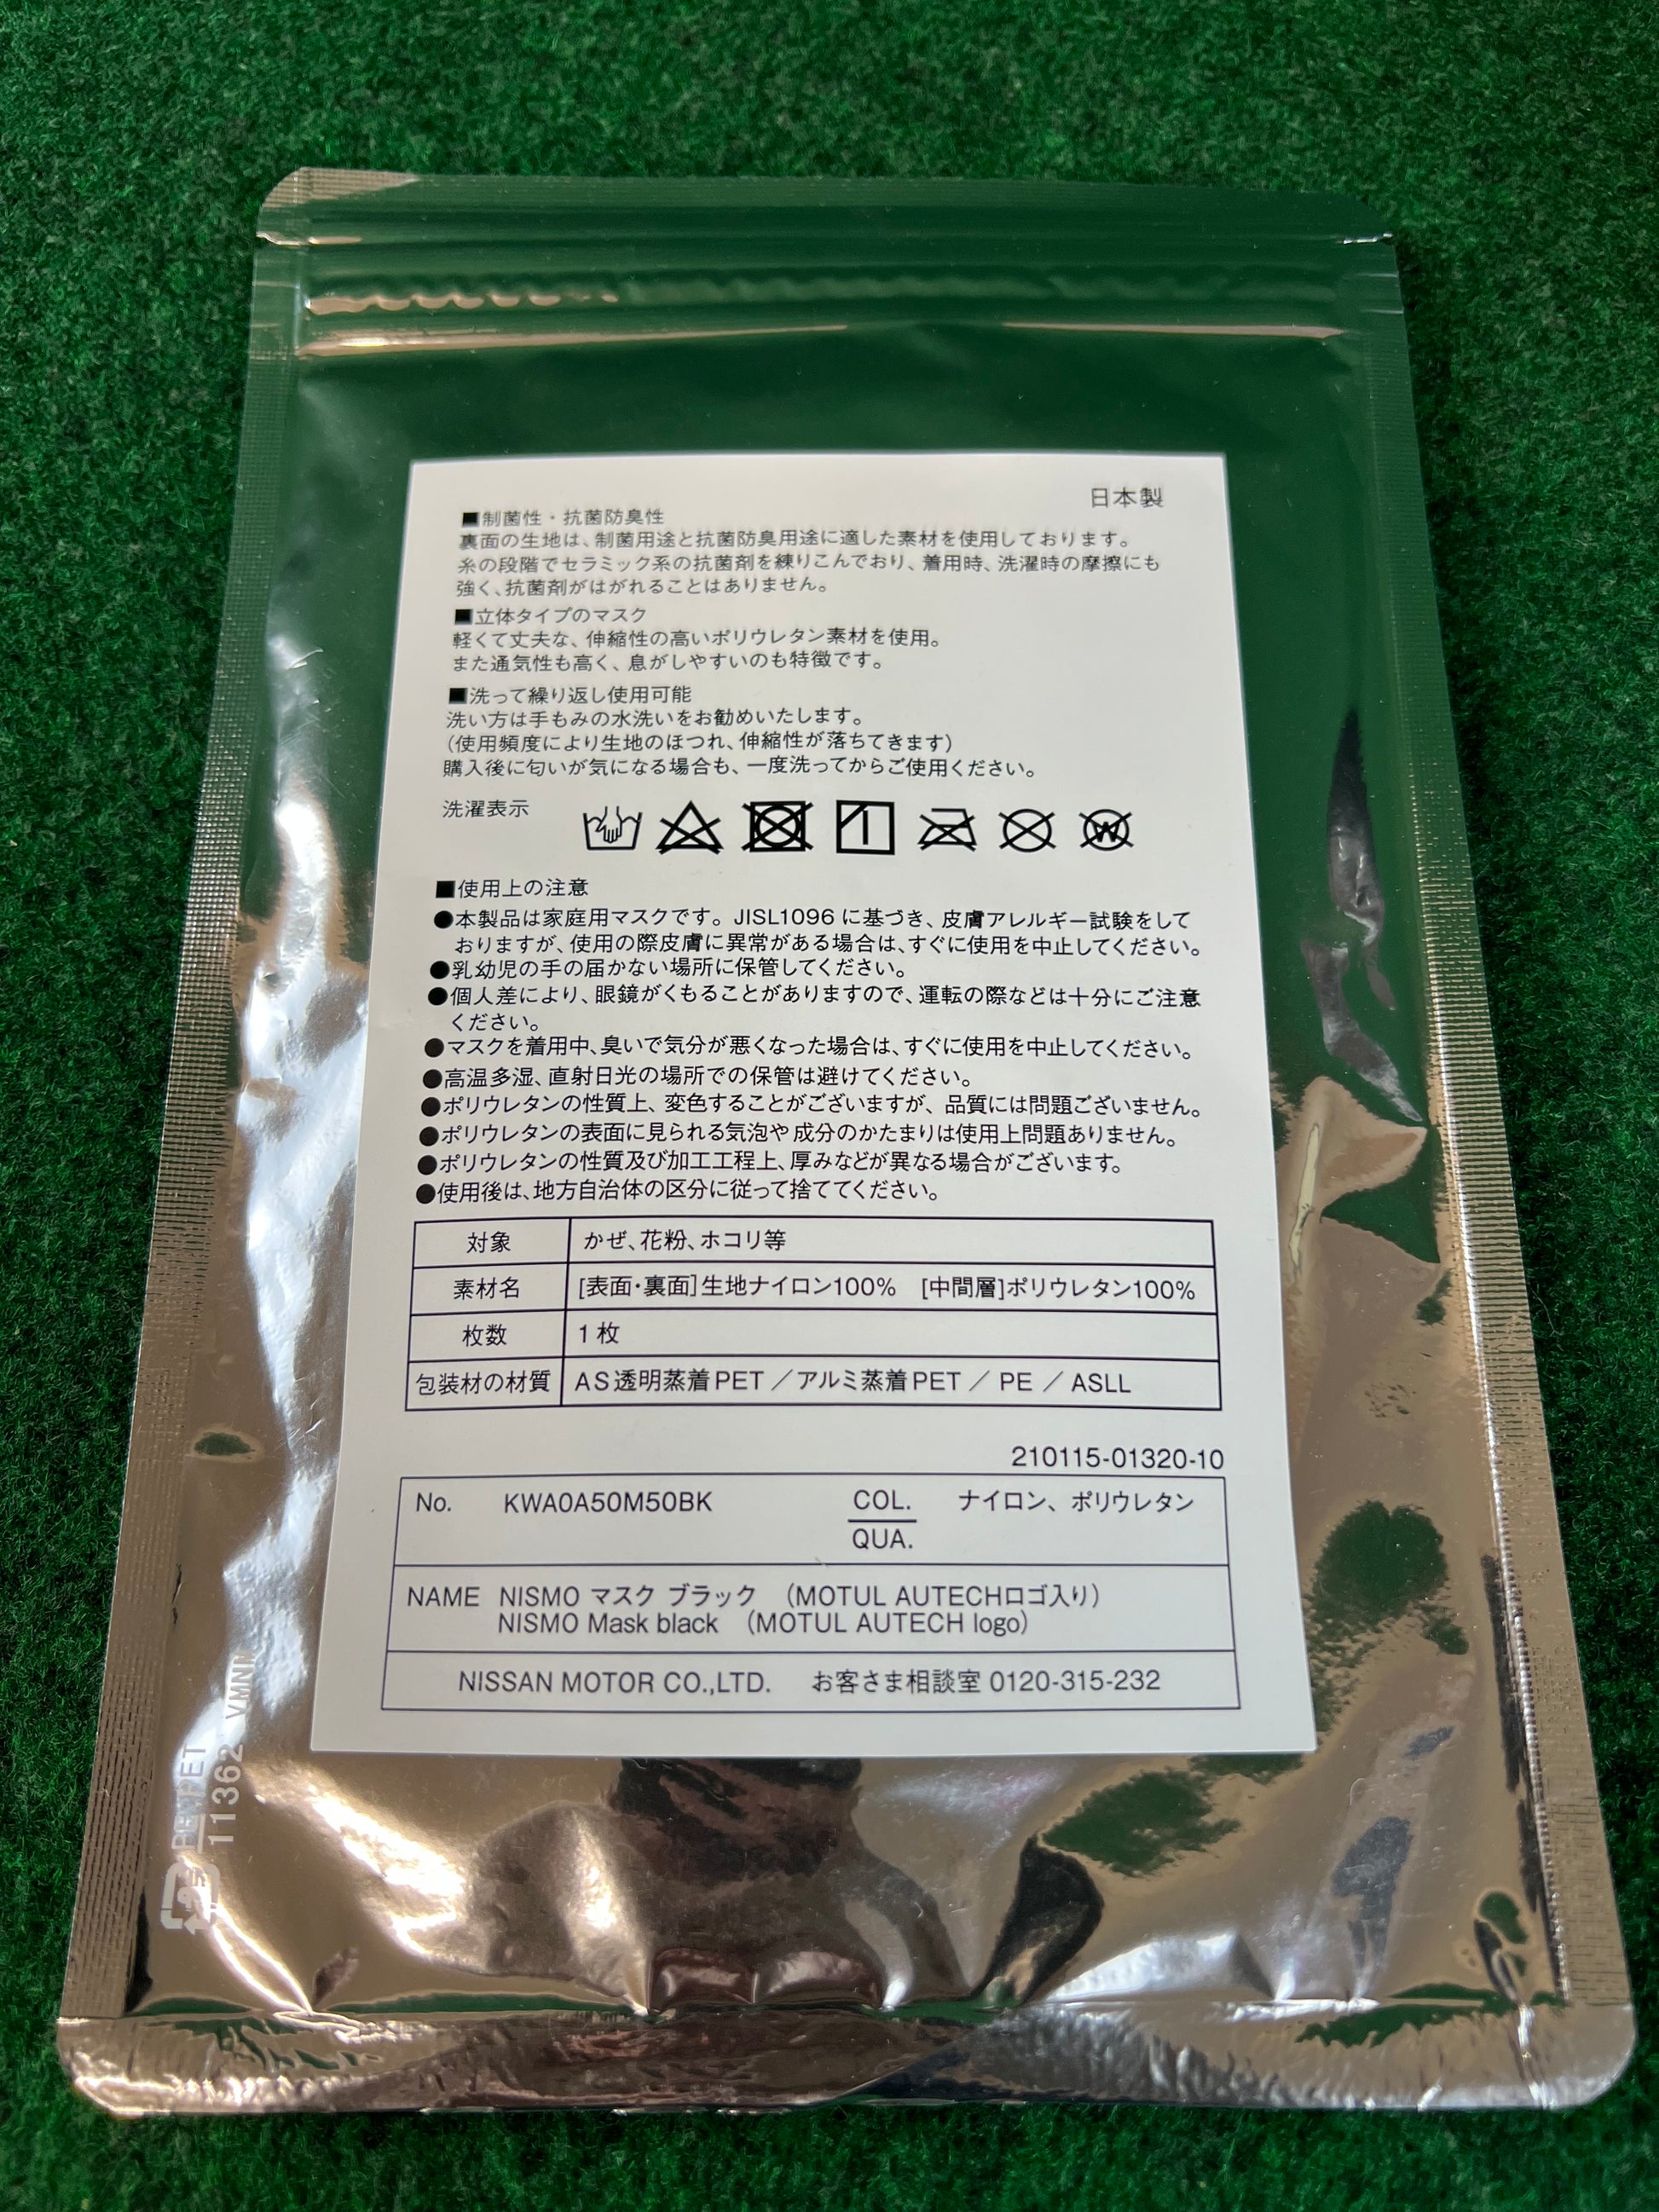 日本製
■制菌性・抗菌防臭性
裏面の生地は、制菌用途と抗菌防臭用途に適した素材を使用しております。
糸の段階でセラミック系の抗菌剤を練りこんでおり、着用時、洗濯時の摩擦にも
強く、抗菌剤がはがれることはありません。
■立体タイプのマスク
軽くて丈夫な、伸縮性の高いポリウレタン素材を使用。
また通気性も高く、息がしやすいのも特徴です。
■洗って繰り返し使用可能
洗い方は手もみの水洗いをお勧めいたします。
(使用頻度により生地のほつれ、伸縮性が落ちてきます)
購入後に匂いが気になる場合も、一度洗ってからご使用ください。
洗濯表示
W
■使用上の注意
●本製品は家庭用マスクです。JISL1096 に基づき、皮膚アレルギー試験をして
おりますが、使用の際皮膚に異常がある場合は、すぐに使用を中止してください。
●乳幼児の手の届かない場所に保管してください。
●個人差により、眼鏡がくもることがありますので、運転の際などは十分にご注意
ください。
●マスクを着用中、臭いで気分が悪くなった場合は、すぐに使用を中止してください。
●高温多湿、直射日光の場所での保管は避けてください。
●ポリウレタンの性質上、変色することがございますが、品質には問題ございません。
●ポリウレタンの表面に見られる気泡や成分のかたまりは使用上問題ありません。
●ポリウレタンの性質及び加工工程上、厚みなどが異なる場合がございます。
●使用後は、地方自治体の区分に従って捨ててください。
対象 かぜ、花粉、ホコリ等
素材名 [表面・裏面]生地ナイロン100% [中間層]ポリウレタン100%
枚数 1 枚
包装材の材質 AS透明蒸着PET ／アルミ蒸着PET ／ PE ／ ASLL
210115-01320-10
No. KWA0A50M50BK COL. ナイロン、ポリウレタン
QUA.
NAME NISMO マスク ブラック (MOTUL AUTECHロゴ入り)
NISMO Mask black (MOTUL AUTECH logo)
NISSAN MOTOR CO.,LTD. お客さま相談室 0120-315-232
プラ
11362 VMNM